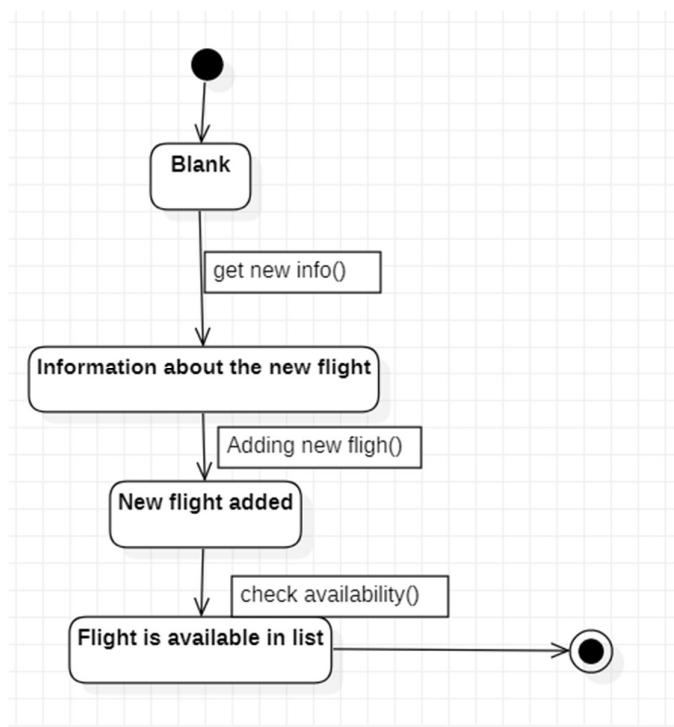 Blank
get new info()
Information about the new flight
Adding new fligh()
New flight added
check availability()
Flight is available in list